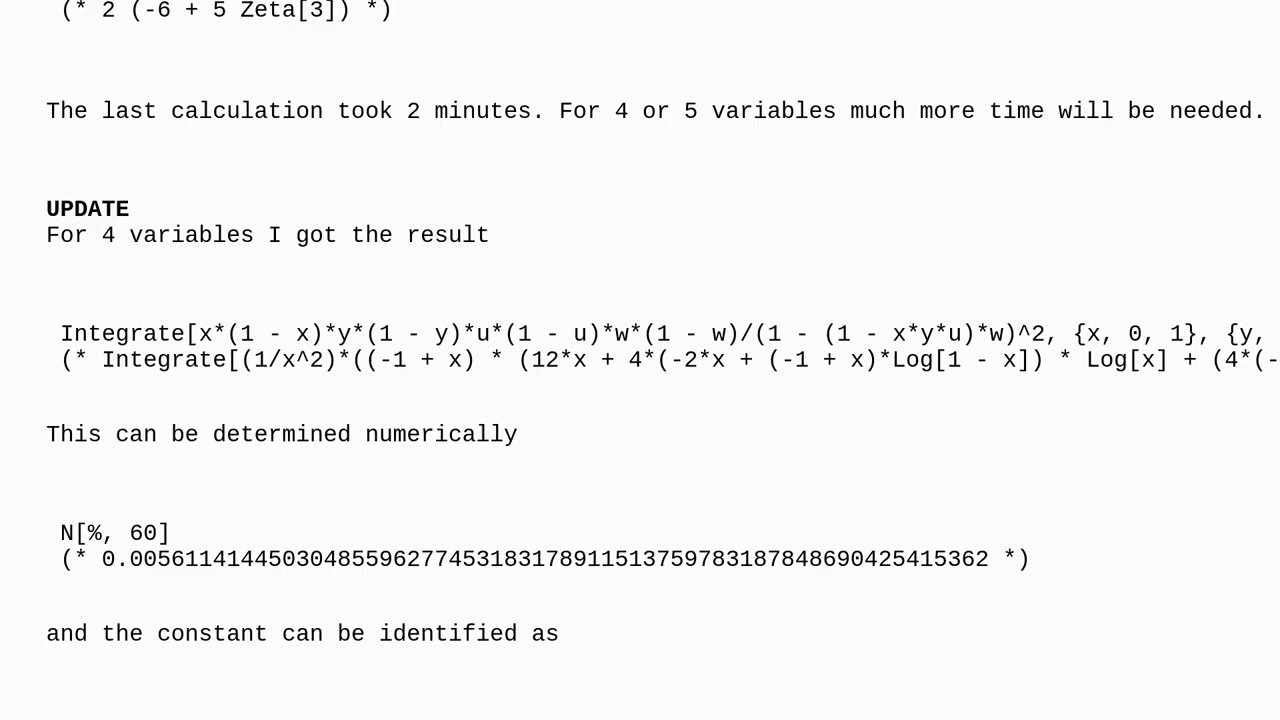 (* 2 (-6 + 5 Zeta[3]) *)
The last calculation took 2 minutes. For 4 or 5 variables much more time will be needed.
UPDATE
For 4 variables I got the result
Integrate[x*(1 - x)*y*(1 - y)*u*(1 - u)*w*(1 - w)/(1 - (1 - x*y*u)*w)^2, {x, 0, 1}, {y,
(* Integrate[(1/x^2)*((-1 + x) * (12*x + 4*(-2*x + (-1 + x)*Log[1 - x]) * Log[x] + (4*(-
This can be determined numerically
N[%, 60]
(* 0.00561141445030485596277453183178911513759783187848690425415362 *)
and the constant can be identified as